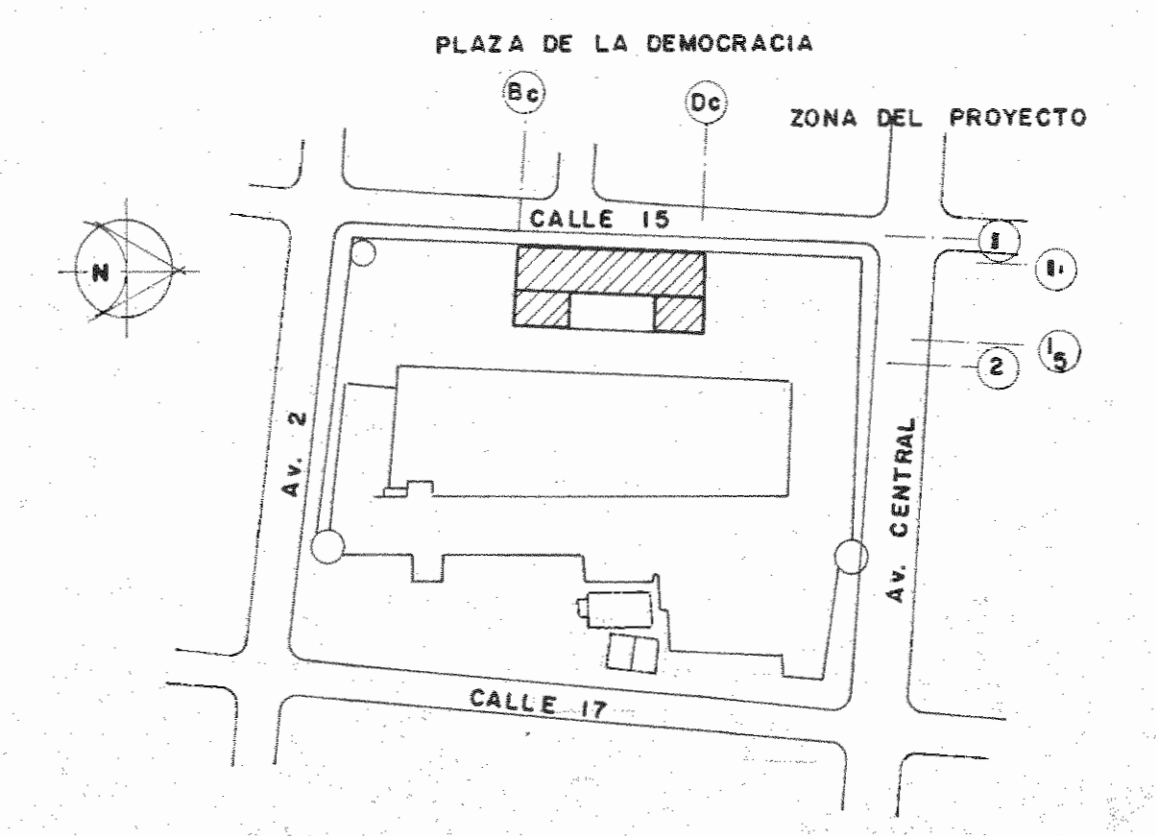 PLAZA DE LA DEMOCRACIA
Bc
Dc
ZONA DEL PROYECTO
CALLE 15
N
2
AV. 2
AV. CENTRAL
CALLE 17